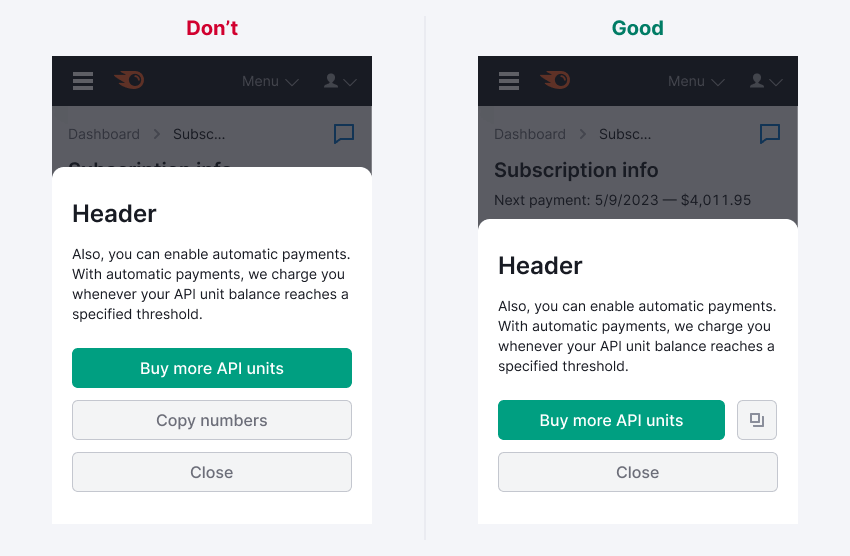 Don’t
Menu
Dashboard
Subsc...
Subscription info
Header
Also, you can enable automatic payments.
With automatic payments, we charge you
whenever your API unit balance reaches a
specified threshold.
Buy more API units
Copy numbers
Close
Good
Menu
Dashboard
Subsc...
Subscription info
Next payment: 5/9/2023 — $4,011.95
Header
Also, you can enable automatic payments.
With automatic payments, we charge you
whenever your API unit balance reaches a
specified threshold.
Buy more API units
Close